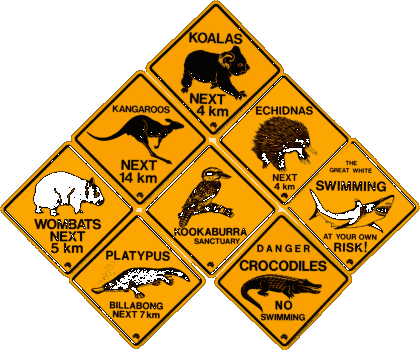 KOALAS
NEXT
4 km
KANGAROOS
NEXT
14 km
ECHIDNAS
NEXT
4 km
WOMBATS
NEXT
5 km
KOOKABURRA
SANCTUARY
THE
GREAT WHITE
SWIMMING
AT YOUR OWN
RISK!
PLATYPUS
BILLABONG
NEXT 7 km
DANGER
CROCODILES
NO
SWIMMING